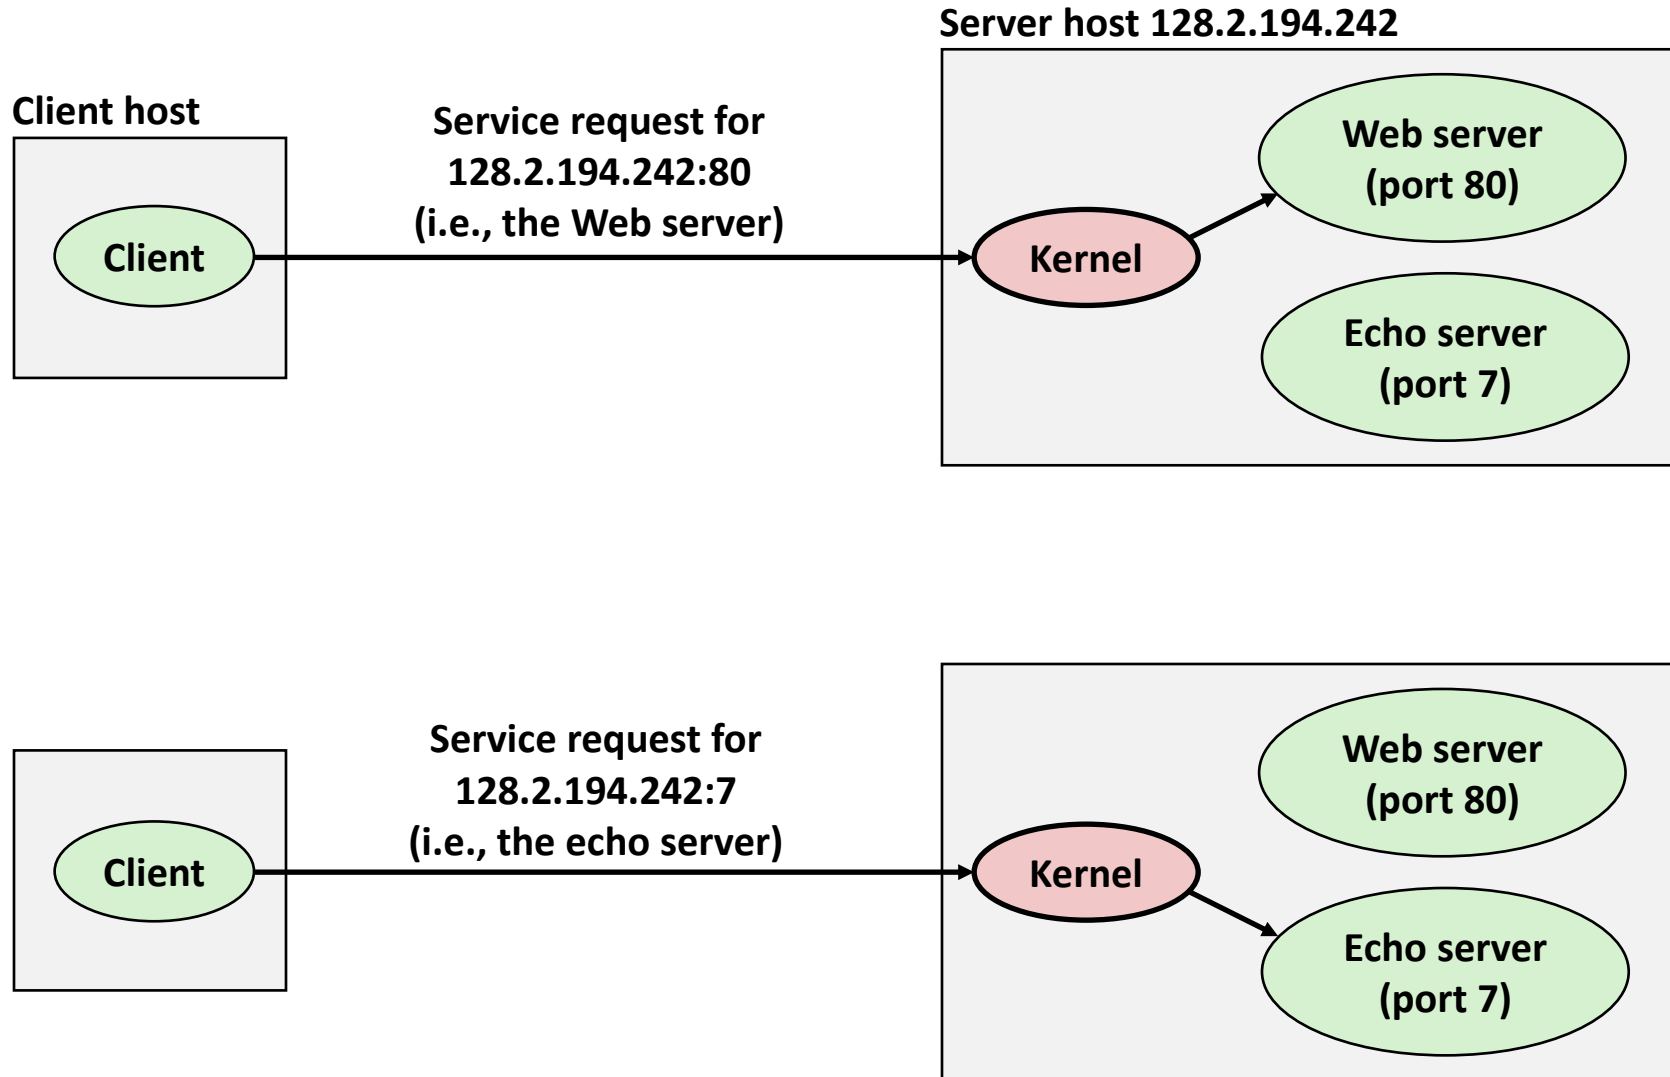 Server host 128.2.194.242
Client host
Service request for
128.2.194.242:80
(i.e., the Web server)
Client
Kernel
Web server
(port 80)
Echo server
(port 7)
Service request for
128.2.194.242:7
(i.e., the echo server)
Client
Kernel
Web server
(port 80)
Echo server
(port 7)